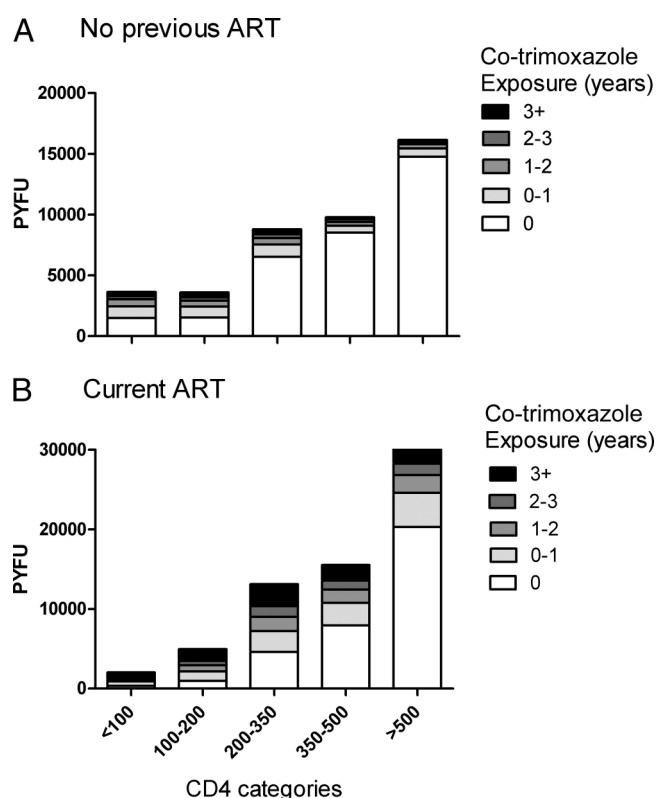 A No previous ART
Co-trimoxazole
Exposure (years)
3+
2-3
1-2
0-1
0
20000
15000
10000
5000
0
PYFU
B Current ART
Co-trimoxazole
Exposure (years)
3+
2-3
1-2
0-1
0
30000
20000
10000
0
PYFU
<100
100-200
200-350
350-500
>500
CD4 categories